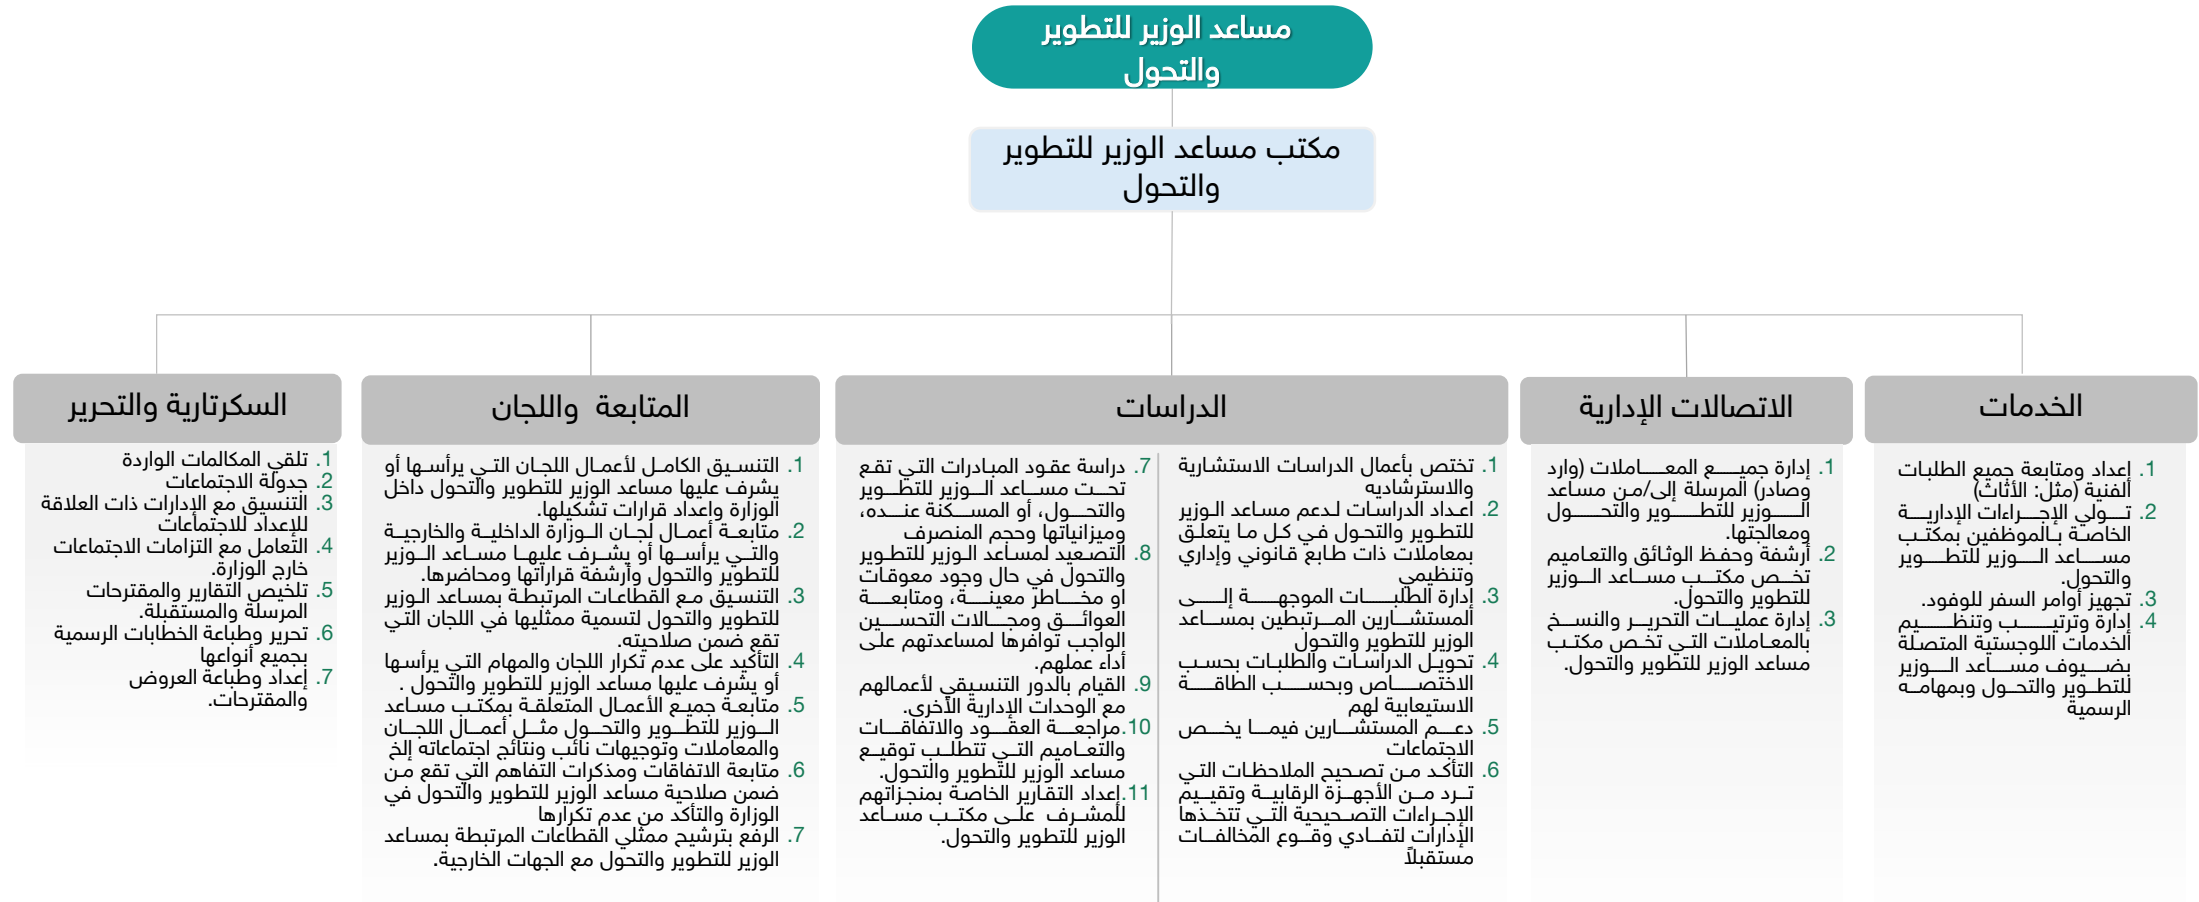 مساعد الوزير للتطوير
والتحول
مكتب مساعد الوزير للتطوير
والتحول
الخدمات
1. إعداد ومتابعة جميع الطلبات
الفنية (مثل: الأثاث)
2. تولي الإجراءات الإدارية
الخاصة بالموظفين بمكتب
مساعد الوزير للتطوير
والتحول.
3. تجهيز أوامر السفر للوفود.
4. إدارة وترتيب وتنظيم
الخدمات اللوجستية المتصلة
بضيوف مساعد الوزير
للتطوير والتحول وبمهامه
الرسمية
الاتصالات الإدارية
1. إدارة جميع المعاملات (وارد
وصادر) المرسلة إلى/من مساعد
الوزير للتطوير والتحول
ومعالجتها.
2. أرشفة وحفظ الوثائق والتعاميم
تخص مكتب مساعد الوزير
للتطوير والتحول.
3. إدارة عمليات التحرير والنسخ
بالمعاملات التي تخص مكتب
مساعد الوزير للتطوير والتحول.
الدراسات
1. تختص بأعمال الدراسات الاستشارية
والاسترشاديه
2. اعداد الدراسات لدعم مساعد الوزير
للتطوير والتحول في كل ما يتعلق
بمعاملات ذات طابع قانوني وإداري
وتنظيمي
3. إدارة الطلبات الموجهة إلى
المستشارين المرتبطين بمساعد
الوزير للتطوير والتحول
4. تحويل الدراسات والطلبات بحسب
الاختصاص وبحسب الطاقة
الاستيعابية لهم
5. دعم المستشارين فيما يخص
الاجتماعات
6. التأكد من تصحيح الملاحظات التي
ترد من الأجهزة الرقابية وتقييم
الإجراءات التصحيحية التي تتخذها
الإدارات لتفادي وقوع المخالفات
مستقبلاً
7. دراسة عقود المبادرات التي تقع
تحت مساعد الوزير للتطوير
والتحول، أو المسكنة عنده،
وميزانياتها وحجم المنصرف
8. التصعيد لمساعد الوزير للتطوير
والتحول في حال وجود معوقات
او مخاطر معينة، ومتابعة
العوائق ومجالات التحسين
الواجب توافرها لمساعدتهم على
أداء عملهم.
9. القيام بالدور التنسيقي لأعمالهم
مع الوحدات الإدارية الأخرى.
10.مراجعة العقود والاتفاقات
والتعاميم التي تتطلب توقيع
مساعد الوزير للتطوير والتحول.
11.إعداد التقارير الخاصة بمنجزاتهم
للمشرف على مكتب مساعد
الوزير للتطوير والتحول.
المتابعة واللجان
1. التنسيق الكامل لأعمال اللجان التي يرأسها أو
يشرف عليها مساعد الوزير للتطوير والتحول داخل
الوزارة واعداد قرارات تشكيلها.
2. متابعة أعمال لجان الوزارة الداخلية والخارجية
والتي يرأسها أو يشرف عليها مساعد الوزير
للتطوير والتحول وأرشفة قراراتها ومحاضرها.
3. التنسيق مع القطاعات المرتبطة بمساعد الوزير
للتطوير والتحول لتسمية ممثليها في اللجان التي
تقع ضمن صلاحيته.
4. التأكيد على عدم تكرار اللجان والمهام التي يرأسها
أو يشرف عليها مساعد الوزير للتطوير والتحول .
5. متابعة جميع الأعمال المتعلقة بمكتب مساعد
الوزير للتطوير والتحول مثل أعمال اللجان
والمعاملات وتوجيهات نائب ونتائج اجتماعاته إلخ
6. متابعة الاتفاقات ومذكرات التفاهم التي تقع من
ضمن صلاحية مساعد الوزير للتطوير والتحول في
الوزارة والتأكد من عدم تكرارها
7. الرفع بترشيح ممثلي القطاعات المرتبطة بمساعد
الوزير للتطوير والتحول مع الجهات الخارجية.
السكرتارية والتحرير
1. تلقي المكالمات الواردة
2. جدولة الاجتماعات
3. التنسيق مع الإدارات ذات العلاقة
للإعداد للاجتماعات
4. التعامل مع التزامات الاجتماعات
خارج الوزارة.
5. تلخيص التقارير والمقترحات
المرسلة والمستقبلة.
6. تحرير وطباعة الخطابات الرسمية
بجميع أنواعها
7. إعداد وطباعة العروض
والمقترحات.